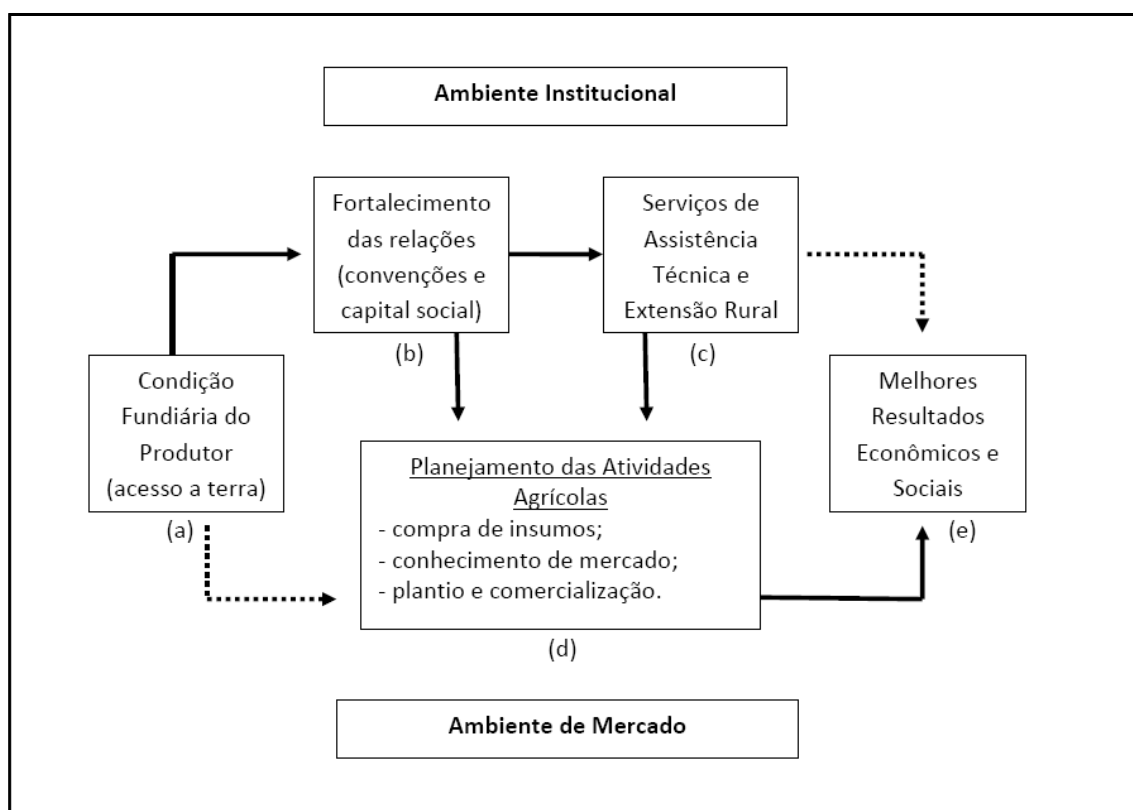 Ambiente Institucional
Fortalecimento
das relações
(convenções e
capital social)
(b)
Serviços de
Assistência
Técnica e
Extensão Rural
(c)
Condição
Fundiária do
Produtor
(acesso a terra)
(a)
Melhores
Resultados
Econômicos e
Sociais
(e)
Planejamento das Atividades
Agrícolas
- compra de insumos;
- conhecimento de mercado;
- plantio e comercialização.
(d)
Ambiente de Mercado